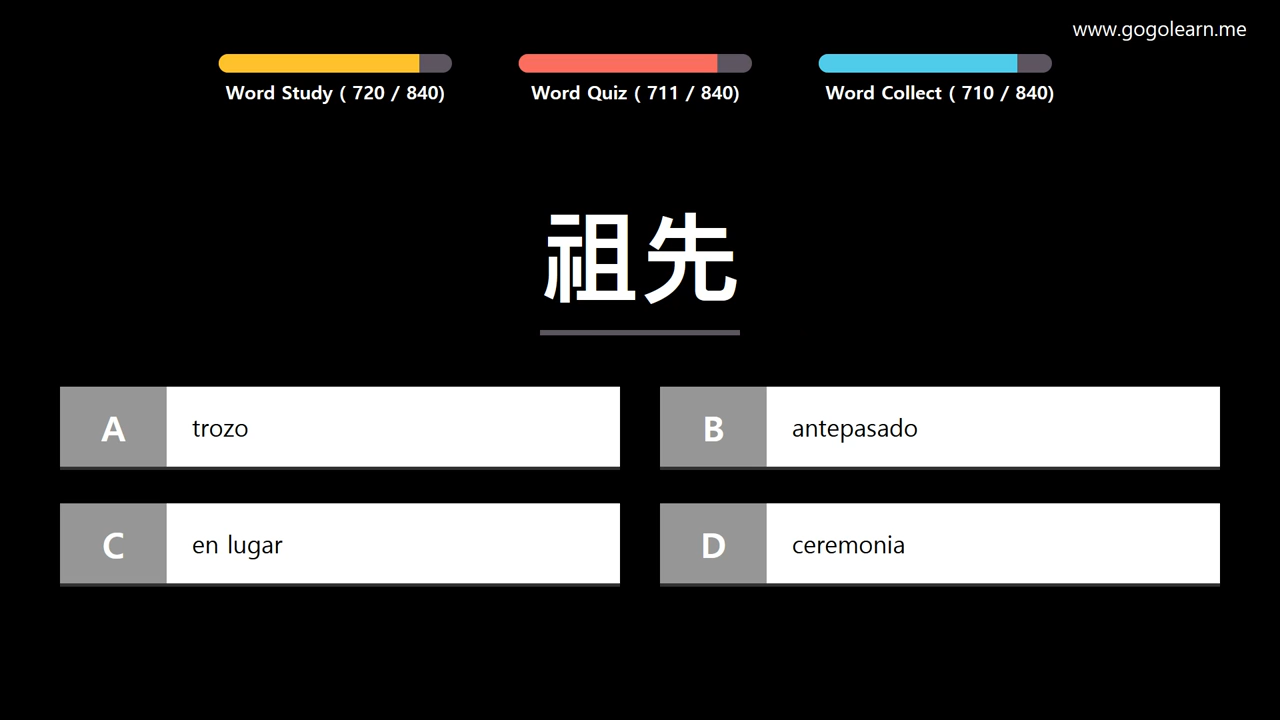 www.gogolearn.me
Word Study ( 720 / 840)
Word Quiz ( 711 / 840)
Word Collect ( 710 / 840)
祖先
A trozo
B antepasado
C en lugar
D ceremonia